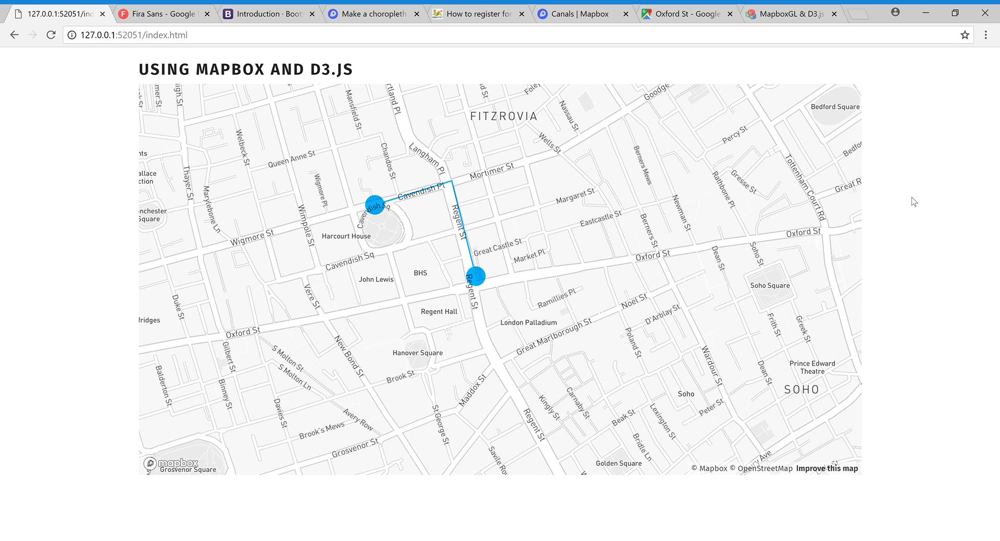 127.0.0.1:52051/ind
Fira Sans - Google
Introduction · Boots
Make a choropleth
How to register for
Canals | Mapbox
Oxford St - Google
MapboxGL & D3.js
127.0.0.1:52051/index.html
USING MAPBOX AND D3.JS
igh St
Mansfield St
rtland Pl
d St
Foley
Goodge
Nassau St
FITZROVIA
Bedford Square
Welbeck St
Queen Anne St
Chandos St
Langham Pl
Wells St
Percy St
Berners Mews
Bedfor
nts
allace
ction
Thayer St
Marylebone Ln
Wigmore Pl
Mortimer St
Cavendish Pl
Tottenham Court Rd
Rathbone Pl
Gresse St
Great R
Margaret St
Cavendish Sq
nchester
Square
Wimpole St
Regent St
Eastcastle St
Newman St
Berners St
Harcourt House
Wigmore St
Oxford St
Great Castle St
Market Pl
Oxford St
Dean St
Soho St
Cavendish Sq
BHS
John Lewis
Regent St
Soho Square
Vere St
Duke St
Ramillies Pl
Noel St
Regent Hall
D'Arblay St
fridges
London Palladium
Frith St
Greek St
Oxford St
Great Marlborough St
Poland St
New Bond St
Gilbert St
S Molton St
Hanover Square
Wardour St
Prince Edward
Theatre
Dean St
S Molton Ln
Brook St
Balderton St
Binney St
Maddox St
SOHO
Soho
Carnaby St
Kingly St
Peter St
Davies St
Avery Row
St George St
Beak St
Lexington St
Brook's Mews
Regent St
Grosvenor St
Bridle Ln
Savile Ro
Golden Square
bury Ave
mapbox
Grosvenor Square
© Mapbox © OpenStreetMap Improve this map